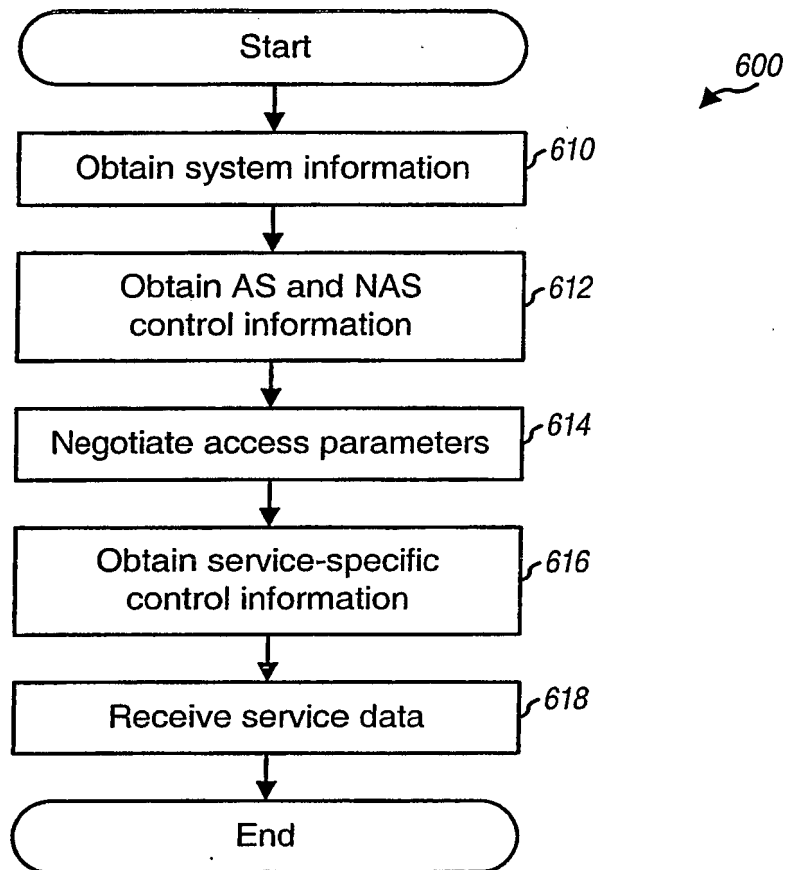 Start
600
Obtain system information
610
Obtain AS and NAS
control information
612
Negotiate access parameters
614
Obtain service-specific
control information
616
Receive service data
618
End